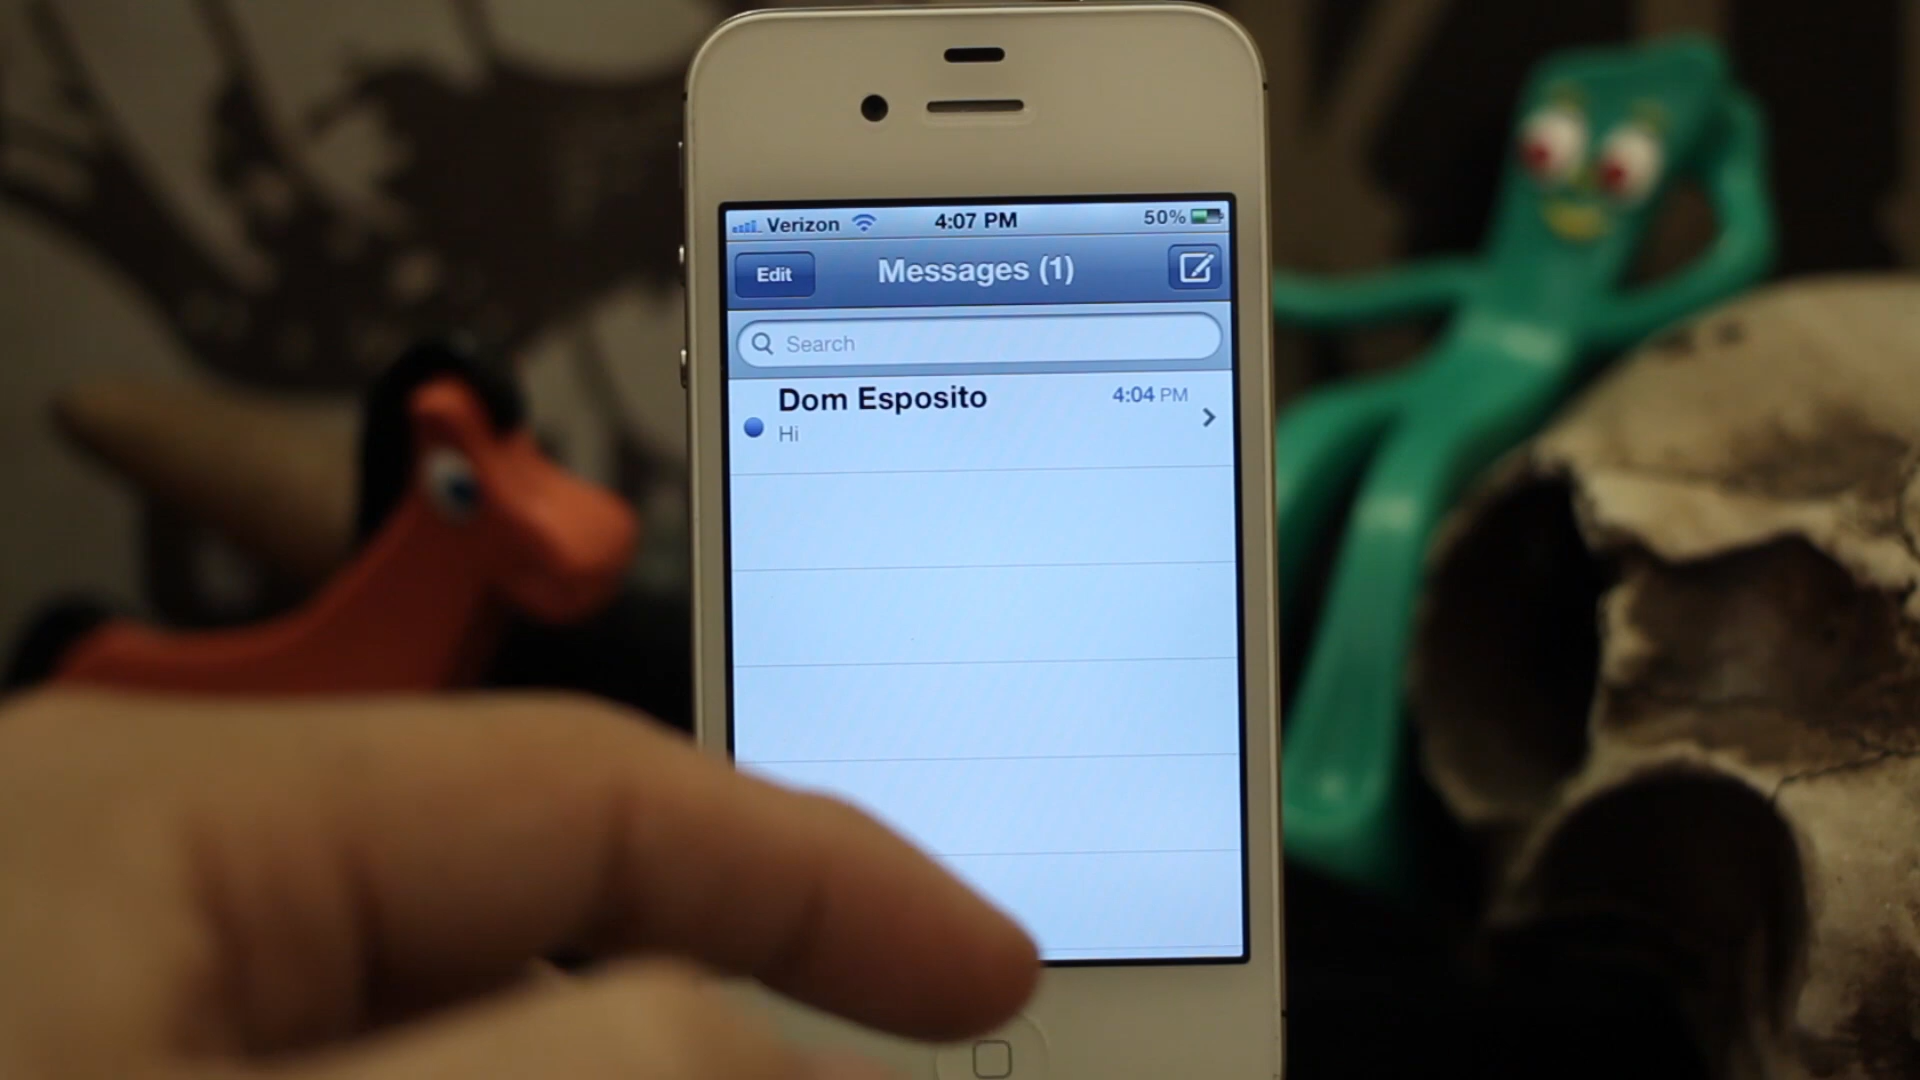 Verizon 4:07 PM 50%
Edit Messages (1)
Search
Dom Esposito 4:04 PM
Hi